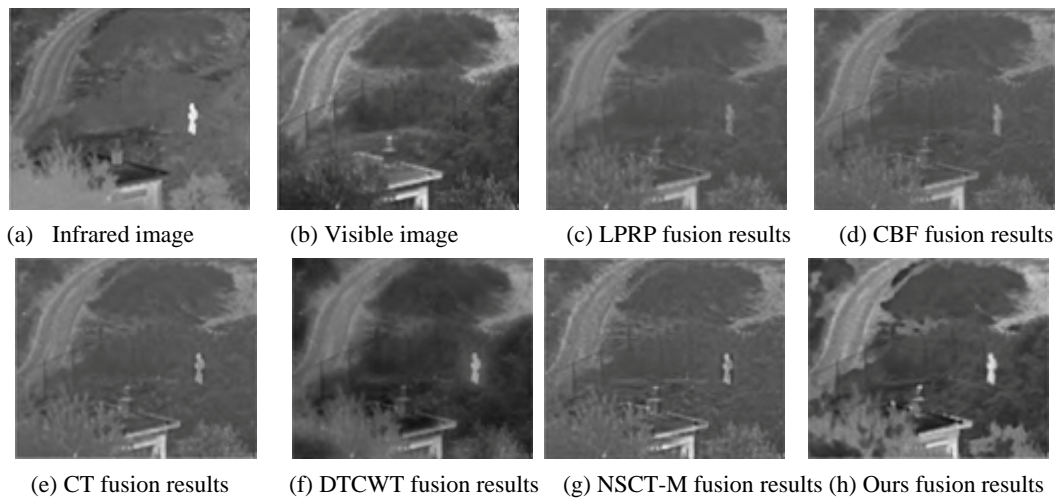 (a) Infrared image
(b) Visible image
(c) LPRP fusion results
(d) CBF fusion results
(e) CT fusion results
(f) DTCWT fusion results
(g) NSCT-M fusion results
(h) Ours fusion results